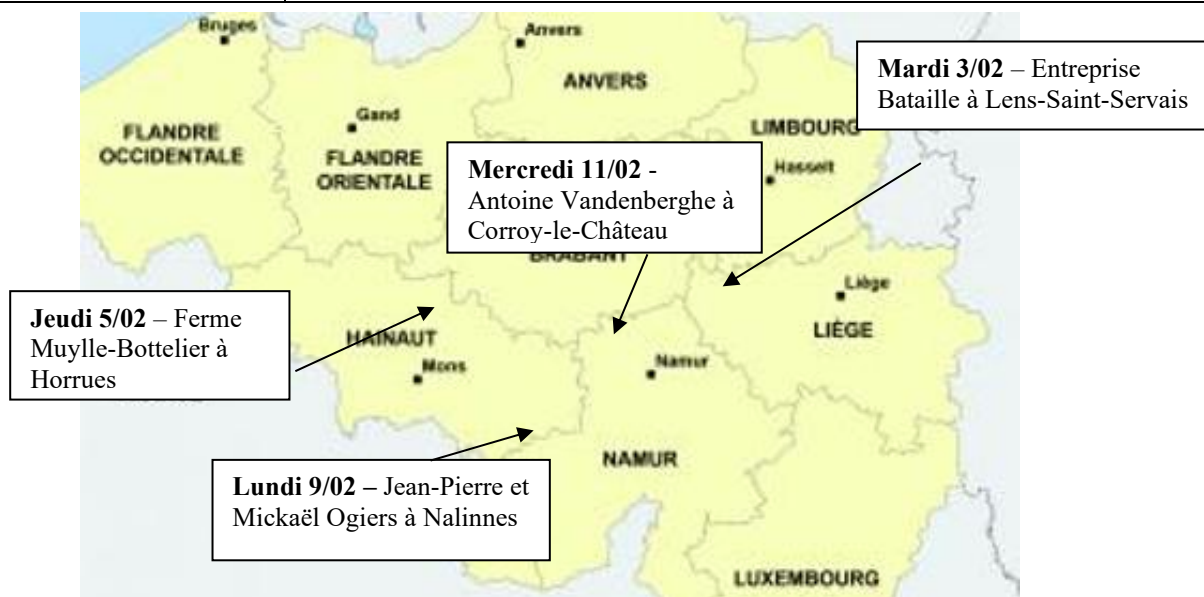 Bruges
Anvers
ANVERS
Mardi 3/02 – Entreprise
Bataille à Lens-Saint-Servais
Gand
FLANDRE
OCCIDENTALE
FLANDRE
ORIENTALE
LIMBOURG
Hasselt
Mercredi 11/02 -
Antoine Vandenberghe à
Corroy-le-Château
BRABANT
Liège
LIÈGE
Jeudi 5/02 – Ferme
Muylle-Bottelier à
Horrues
HAINAUT
Mons
Namur
NAMUR
Lundi 9/02 – Jean-Pierre et
Mickaël Ogiers à Nalinnes
LUXEMBOURG